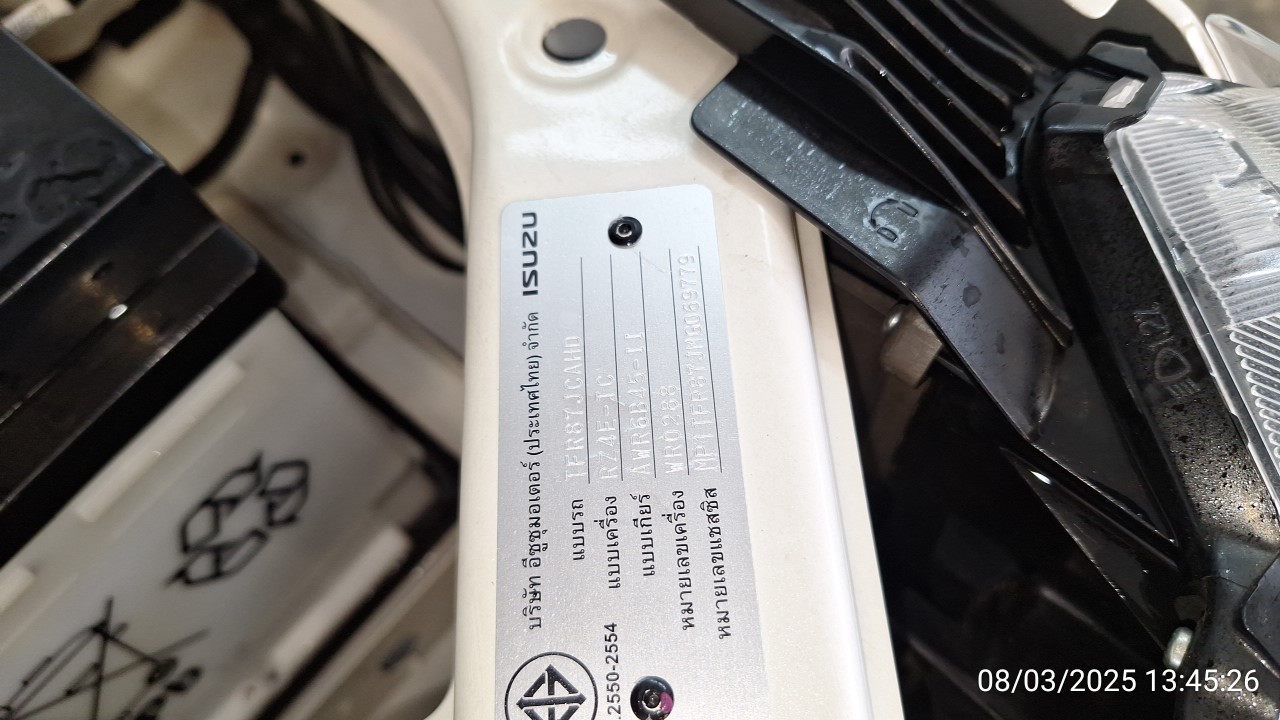 บริษัท อีซูซุมอเตอร์ (ประเทศไทย) จำกัด ISUZU
แบบรถ TFR87JCAHD
แบบเครื่อง RZ4E-JC
แบบเกียร์ AWR6B45-II
หมายเลขเครื่อง
หมายเลขแชสซิส
.2550-2554
08/03/2025 13:45:26